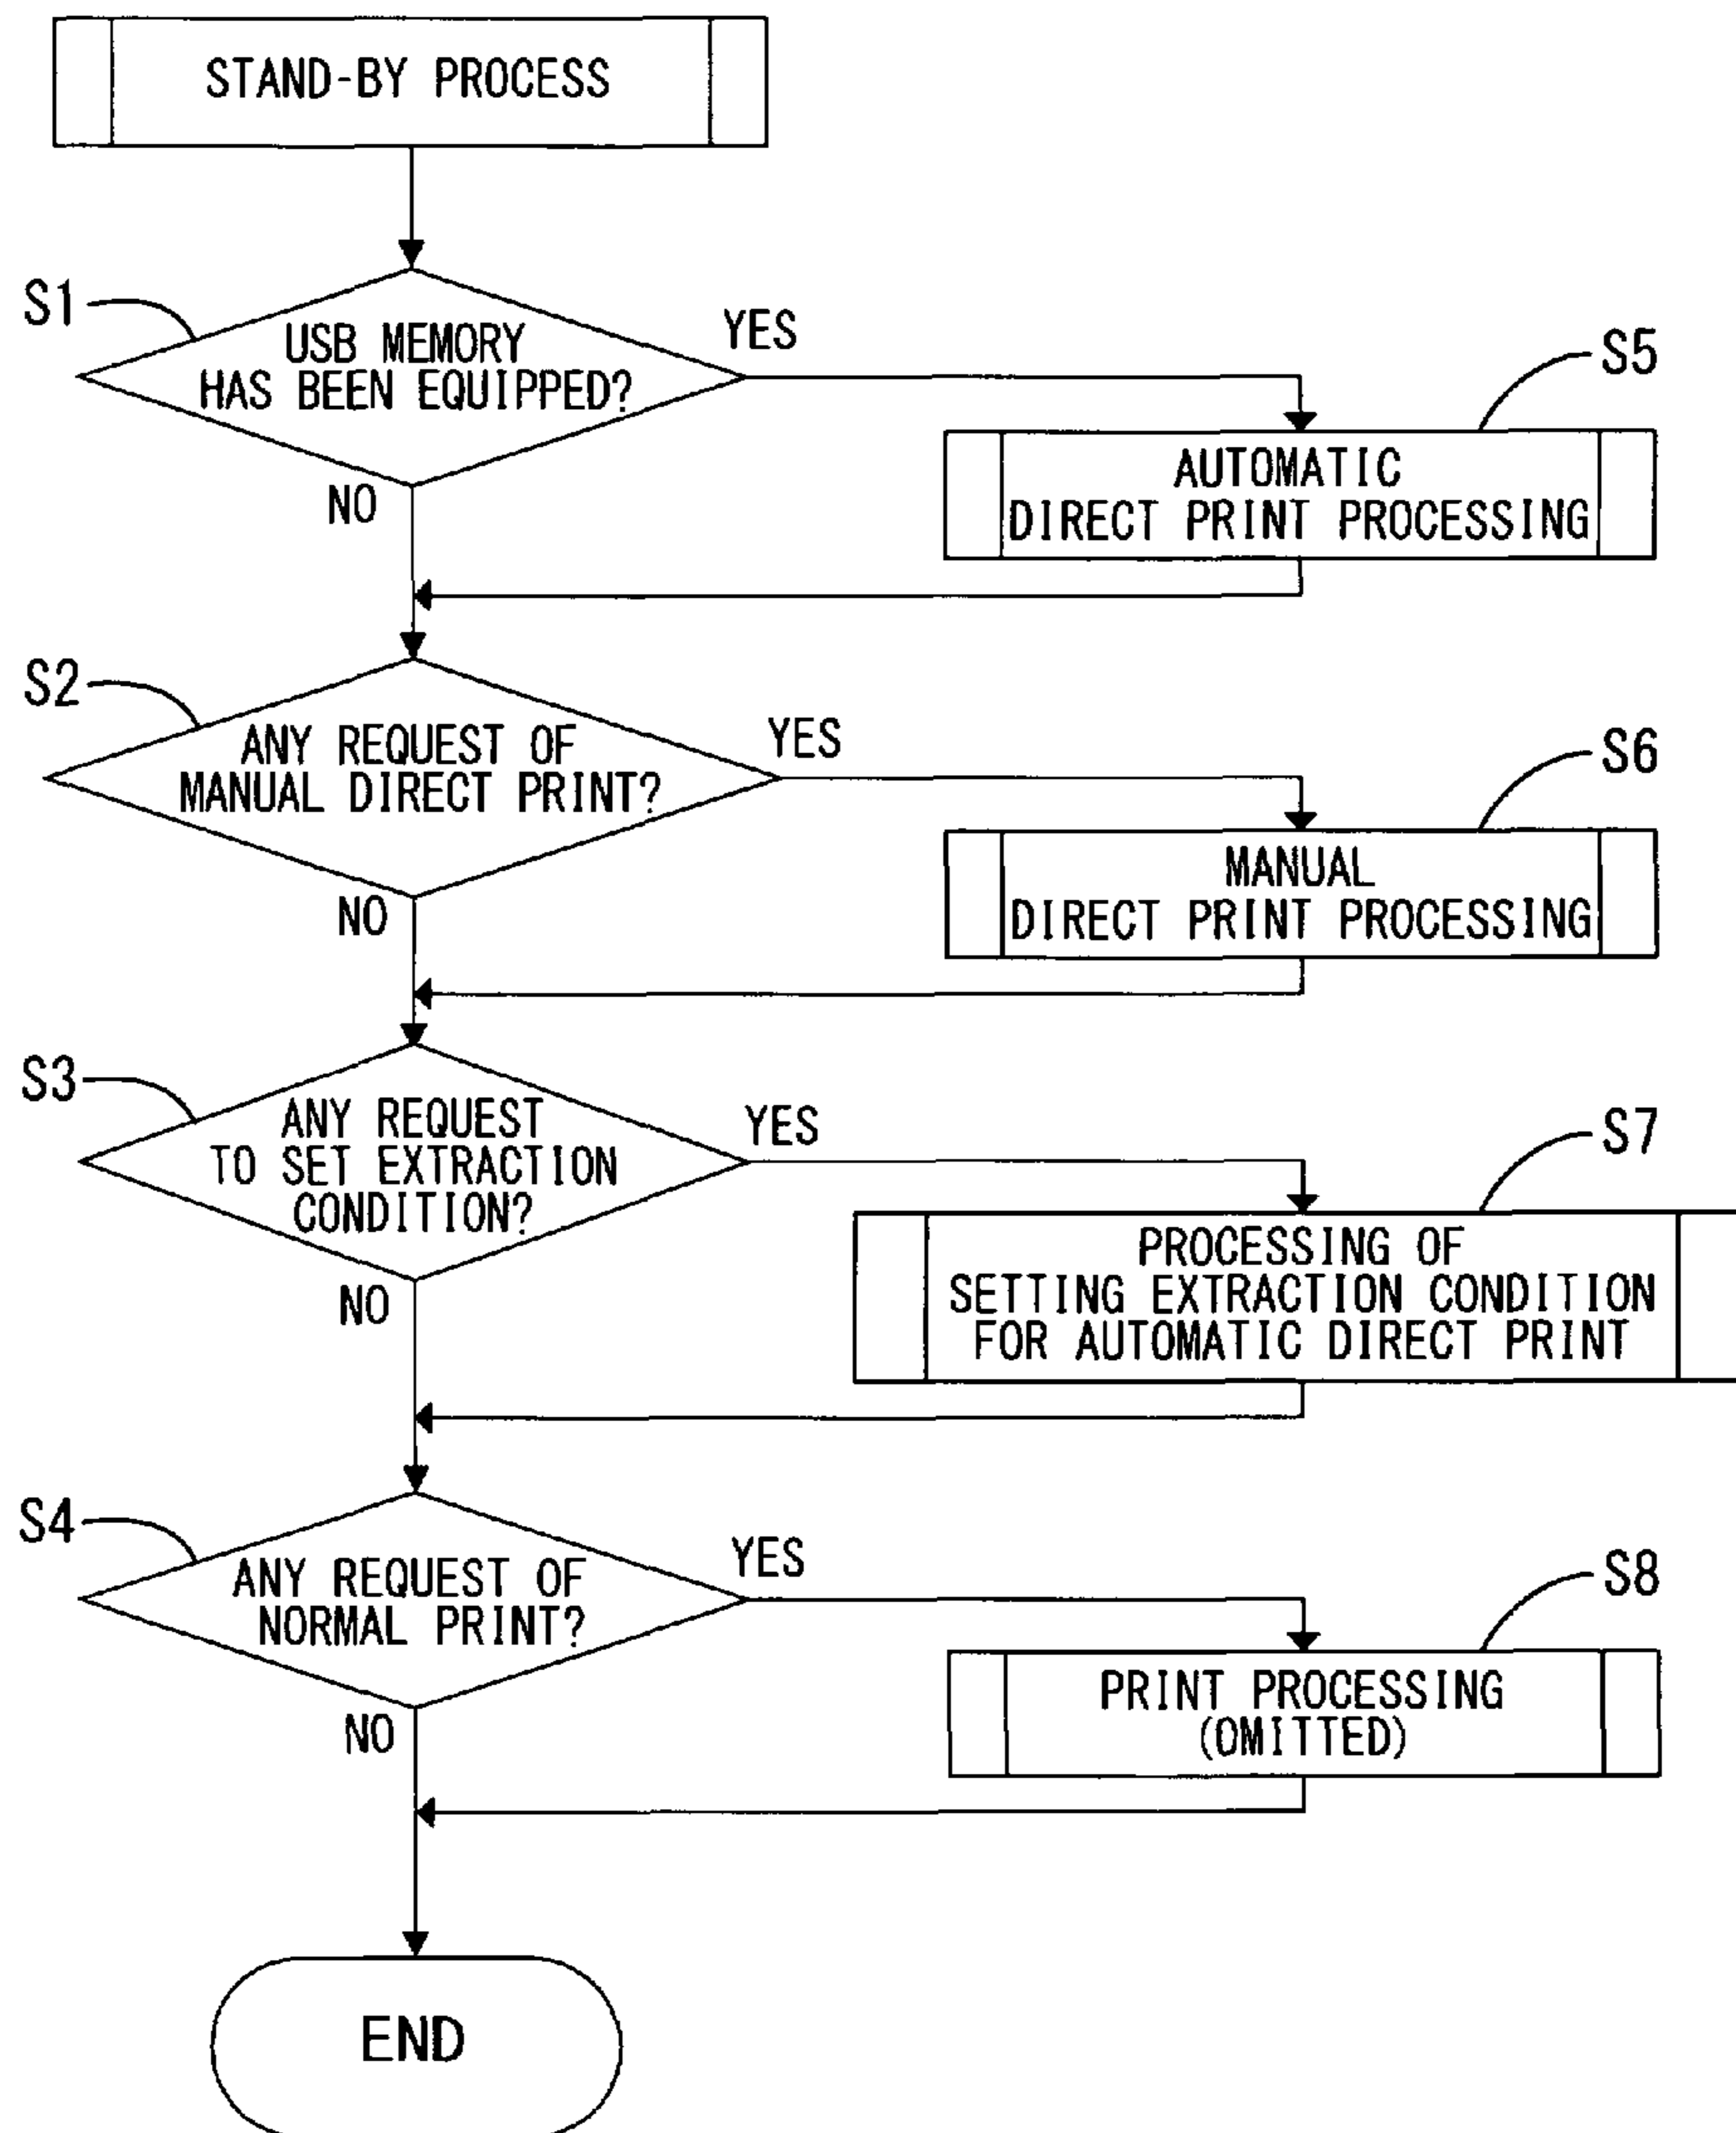 STAND-BY PROCESS
S1
USB MEMORY
HAS BEEN EQUIPPED?
YES
NO
S5
AUTOMATIC
DIRECT PRINT PROCESSING
S2
ANY REQUEST OF
MANUAL DIRECT PRINT?
YES
NO
S6
MANUAL
DIRECT PRINT PROCESSING
S3
ANY REQUEST
TO SET EXTRACTION
CONDITION?
YES
NO
S7
PROCESSING OF
SETTING EXTRACTION CONDITION
FOR AUTOMATIC DIRECT PRINT
S4
ANY REQUEST OF
NORMAL PRINT?
YES
NO
S8
PRINT PROCESSING
(OMITTED)
END